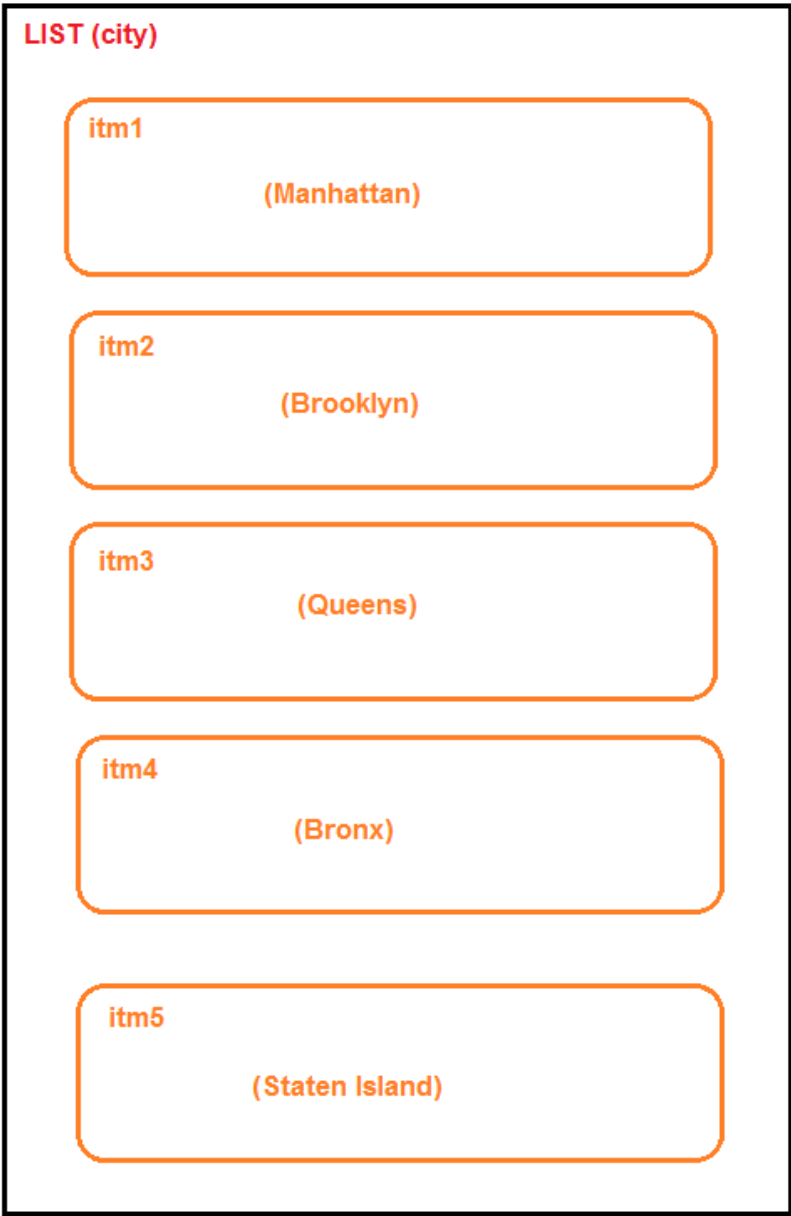 LIST (city)
itm1
(Manhattan)
itm2
(Brooklyn)
itm3
(Queens)
itm4
(Bronx)
itm5
(Staten Island)